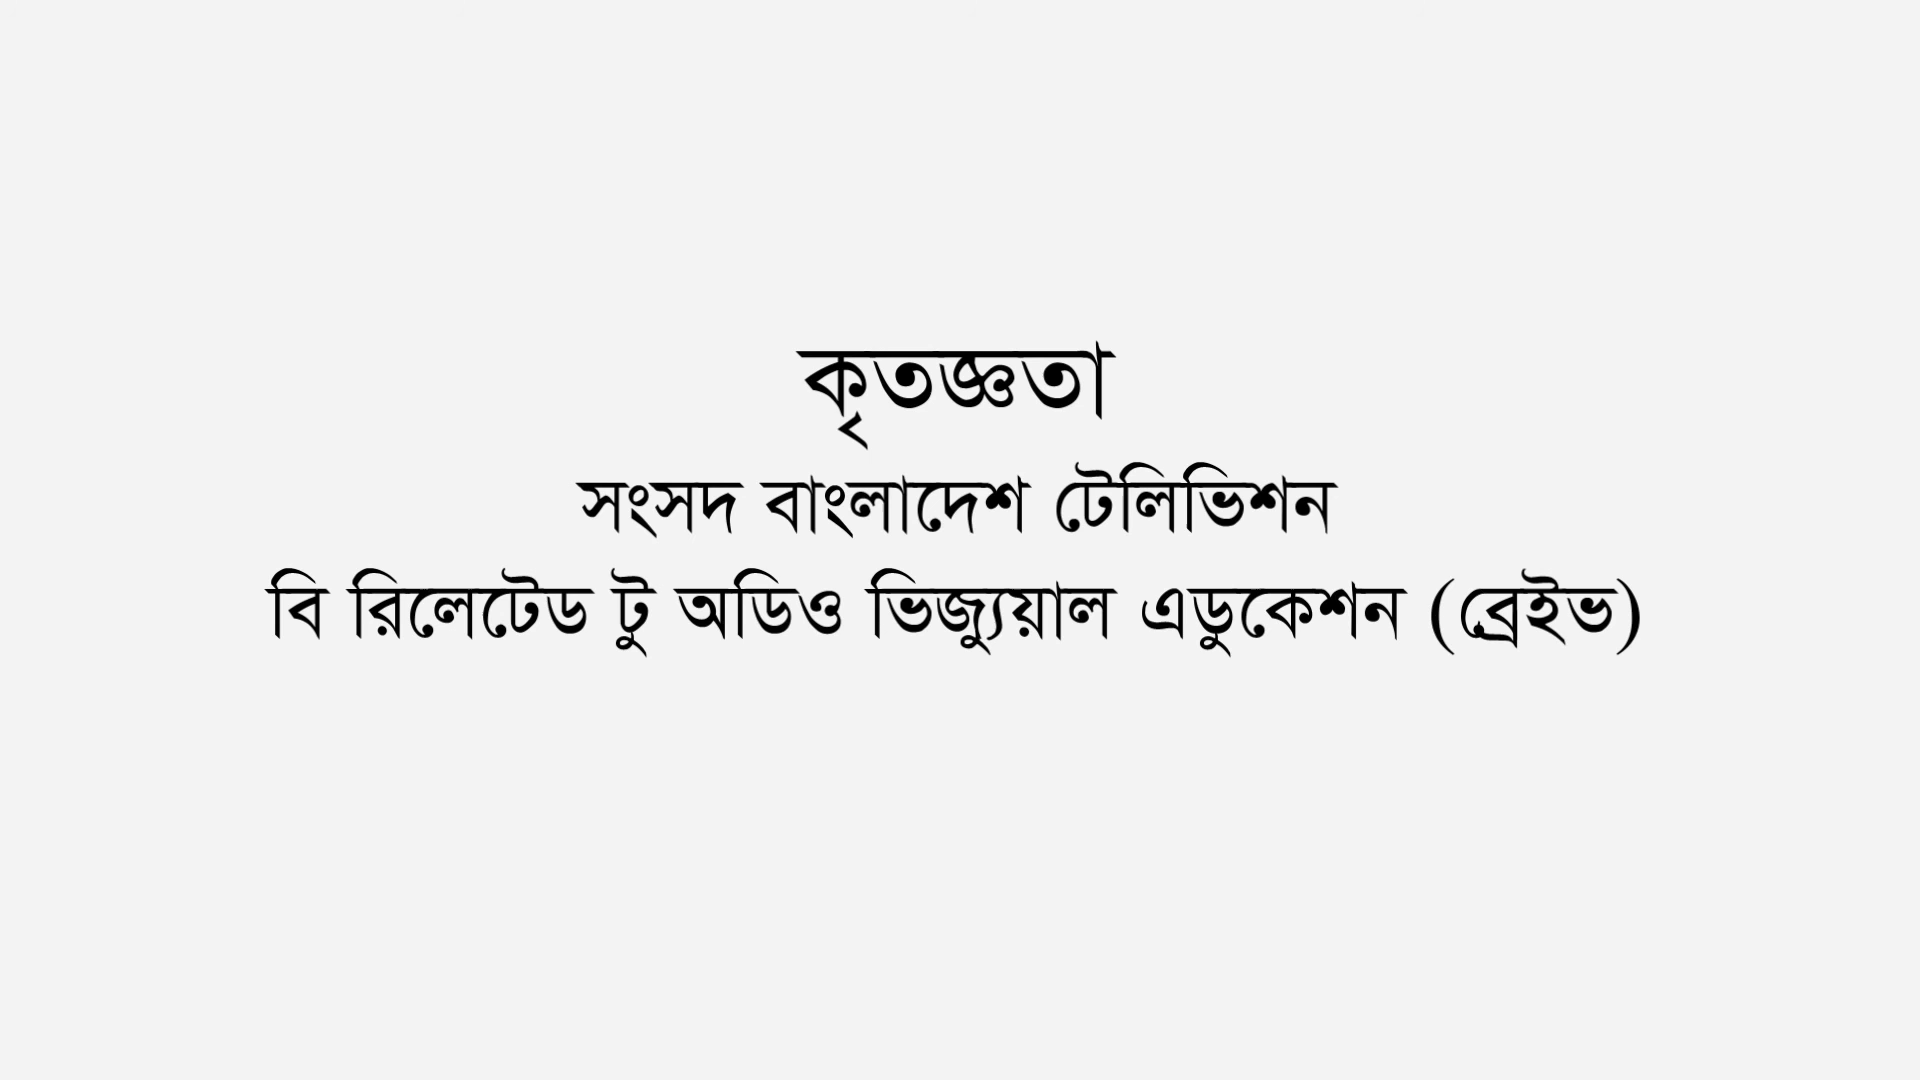 কৃতজ্ঞতা
সংসদ বাংলাদেশ টেলিভিশন
বি রিলেটেড টু অডিও ভিজ্যুয়াল এডুকেশন (ব্রেইভ)